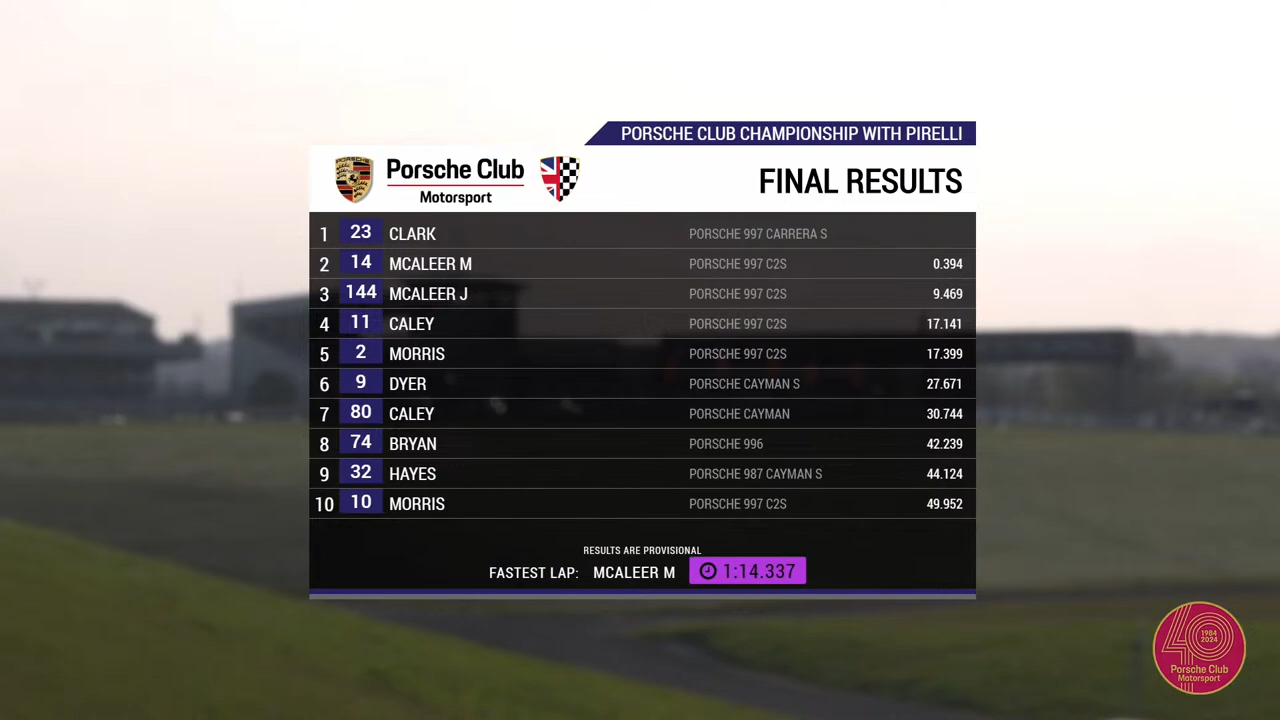 PORSCHE CLUB CHAMPIONSHIP WITH PIRELLI
PORSCHE
Porsche Club
Motorsport
FINAL RESULTS
1 23 CLARK PORSCHE 997 CARRERA S
2 14 MCALEER M PORSCHE 997 C2S 0.394
3 144 MCALEER J PORSCHE 997 C2S 9.469
4 11 CALEY PORSCHE 997 C2S 17.141
5 2 MORRIS PORSCHE 997 C2S 17.399
6 9 DYER PORSCHE CAYMAN S 27.671
7 80 CALEY PORSCHE CAYMAN 30.744
8 74 BRYAN PORSCHE 996 42.239
9 32 HAYES PORSCHE 987 CAYMAN S 44.124
10 10 MORRIS PORSCHE 997 C2S 49.952
RESULTS ARE PROVISIONAL
FASTEST LAP: MCALEER M 1:14.337
40
1984
2024
Porsche Club
Motorsport